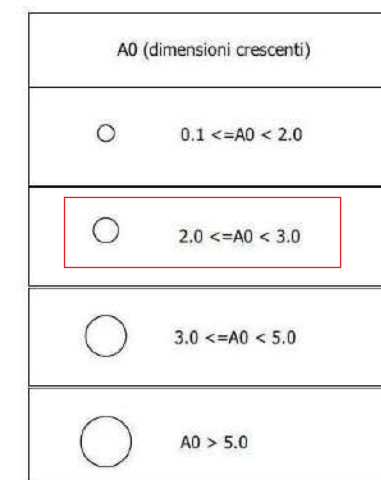 A0 (dimensioni crescenti)
0.1 <=A0 < 2.0
2.0 <=A0 < 3.0
3.0 <=A0 < 5.0
A0 > 5.0